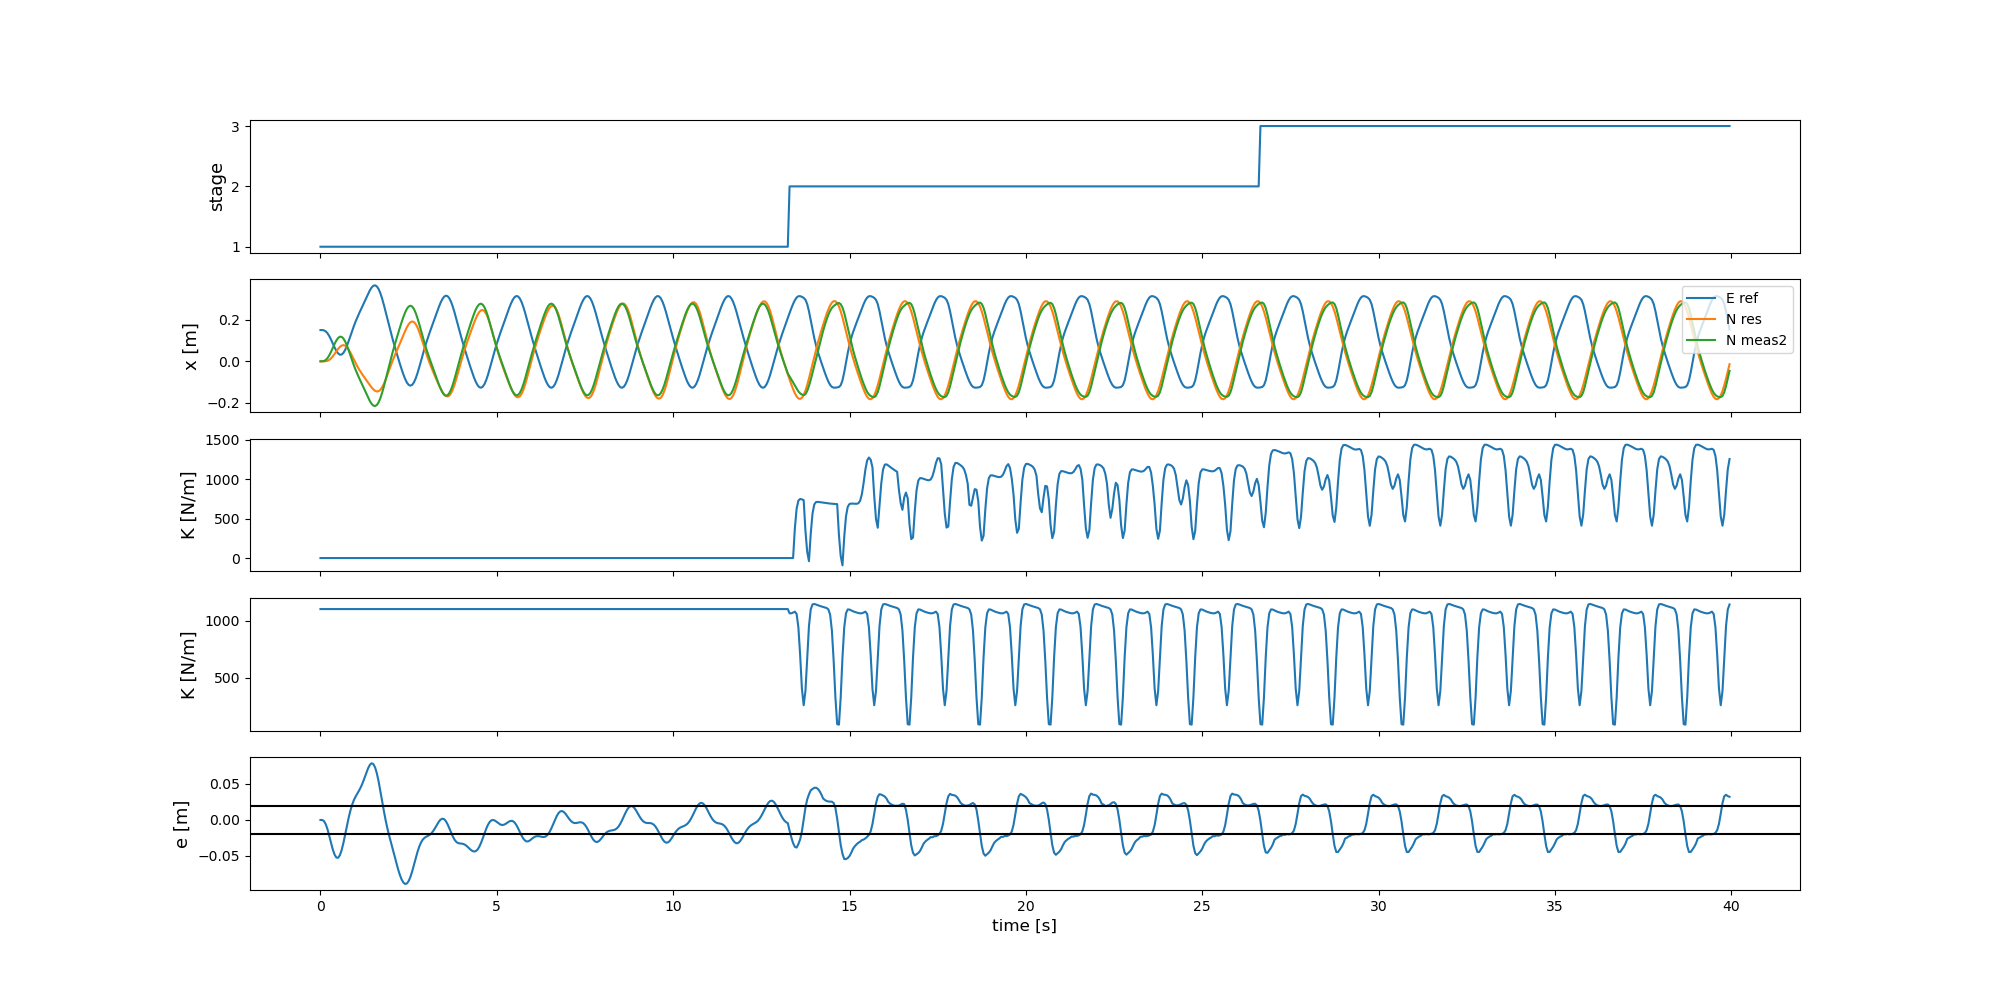 3
2
1
stage
0.2
0.0
−0.2
x [m]
E ref
N res
N meas2
1500
1000
500
0
K [N/m]
1000
500
K [N/m]
0.05
0.00
−0.05
e [m]
0 5 10 15 20 25 30 35 40
time [s]